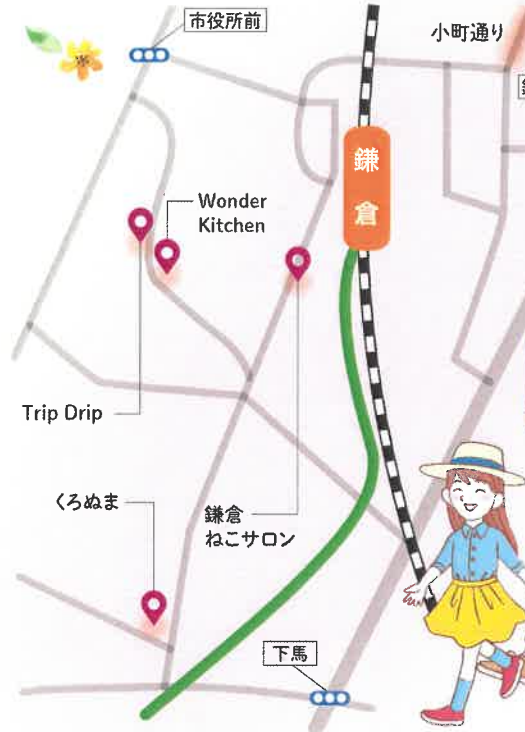 市役所前
小町通り
鎌
倉
Wonder
Kitchen
Trip Drip
くろぬま
鎌倉
ねこサロン
下馬